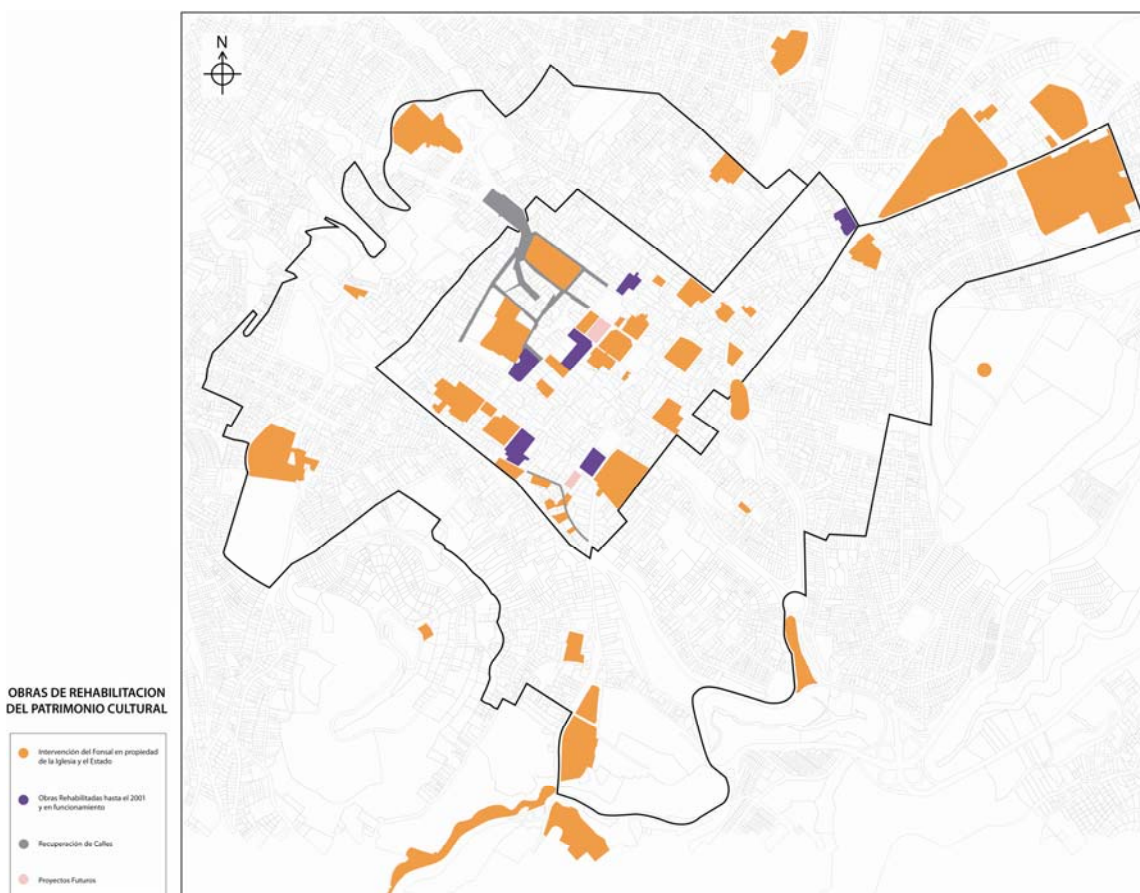 N
OBRAS DE REHABILITACION
DEL PATRIMONIO CULTURAL
Intervención del Fonsal en propiedad
de la Iglesia y el Estado
Obras Rehabilitadas hasta el 2001
y en funcionamiento
Recuperación de Calles
Proyectos Futuros